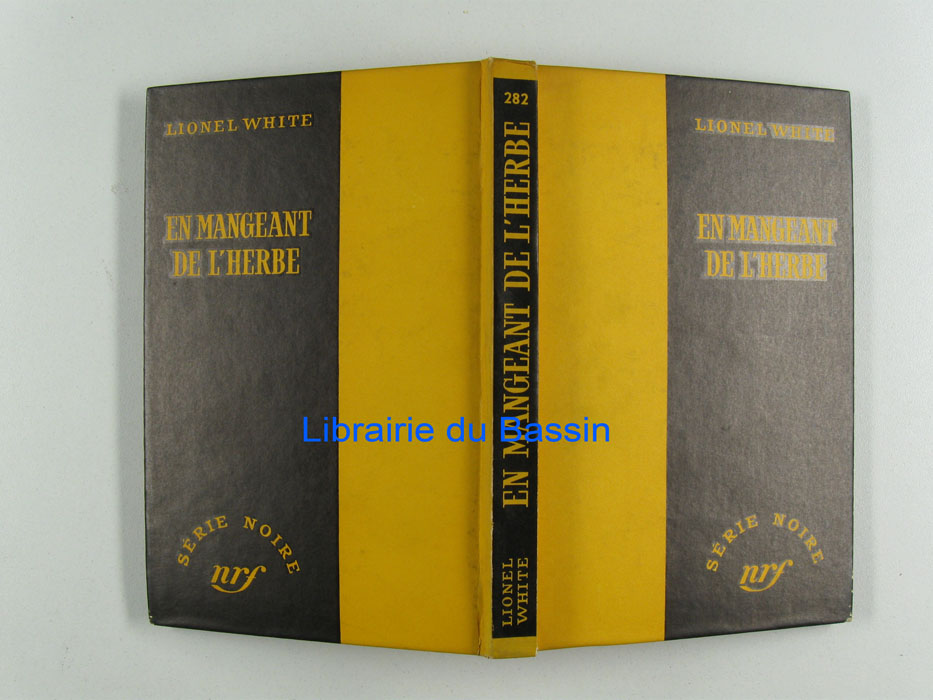 LIONEL WHITE
EN MANGEANT
DE L'HERBE
SÉRIE NOIRE
nrf
282
EN MANGEANT DE L'HERBE
LIONEL
WHITE
LIONEL WHITE
EN MANGEANT
DE L'HERBE
SÉRIE NOIRE
nrf
Librairie du Bassin